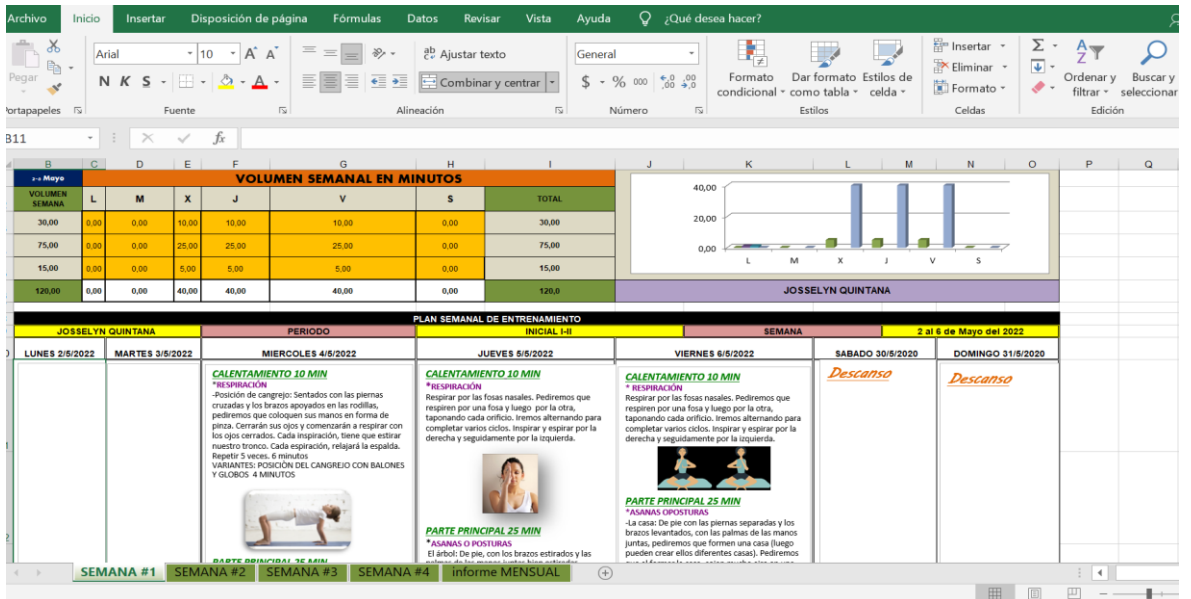 Archivo Inicio Insertar Disposición de página Fórmulas Datos Revisar Vista Ayuda ¿Qué desea hacer?
Arial 10 Ajustar texto General Insertar
Pegar N K S Combinar y centrar $ % 000 Formato condicional Dar formato como tabla Estilos de celda Eliminar Formato Ordenar y filtrar Buscar y seleccionar
Portapapeles Fuente Alineación Número Estilos Celdas Edición
B11 fx
B C D E F G H I J K L M N O P Q
Mayo VOLUMEN SEMANAL EN MINUTOS
VOLUMEN SEMANA L M X J V S TOTAL
30,00 0,00 0,00 10,00 10,00 10,00 0,00 30,00
75,00 0,00 0,00 25,00 25,00 25,00 0,00 75,00
15,00 0,00 0,00 5,00 5,00 5,00 0,00 15,00
120,00 0,00 0,00 40,00 40,00 40,00 0,00 120,0
40,00
20,00
0,00
L M X J V S
JOSSELYN QUINTANA
PLAN SEMANAL DE ENTRENAMIENTO
JOSSELYN QUINTANA PERIODO INICIAL I-II SEMANA 2 al 6 de Mayo del 2022
LUNES 2/5/2022 MARTES 3/5/2022 MIERCOLES 4/5/2022 JUEVES 5/5/2022 VIERNES 6/5/2022 SABADO 30/5/2020 DOMINGO 31/5/2020
CALENTAMIENTO 10 MIN
*RESPIRACIÓN
-Posición de cangrejo: Sentados con las piernas
cruzadas y los brazos apoyados en las rodillas,
pediremos que coloquen sus manos en forma de
pinza. Cerrarán sus ojos y comenzarán a respirar con
los ojos cerrados. Cada inspiración, tiene que estirar
nuestro tronco. Cada espiración, relajará la espalda.
Repetir 5 veces. 6 minutos
VARIANTES: POSICIÒN DEL CANGREJO CON BALONES
Y GLOBOS 4 MINUTOS
PARTE PRINCIPAL 25 MIN
CALENTAMIENTO 10 MIN
*RESPIRACIÓN
Respirar por las fosas nasales. Pediremos que
respiren por una fosa y luego por la otra,
taponando cada orificio. Iremos alternando para
completar varios ciclos. Inspirar y espirar por la
derecha y seguidamente por la izquierda.
PARTE PRINCIPAL 25 MIN
*ASANAS O POSTURAS
El árbol: De pie, con los brazos estirados y las
palmas de las manos juntas bien estiradas
CALENTAMIENTO 10 MIN
* RESPIRACIÓN
Respirar por las fosas nasales. Pediremos que
respiren por una fosa y luego por la otra,
taponando cada orificio. Iremos alternando para
completar varios ciclos. Inspirar y espirar por la
derecha y seguidamente por la izquierda.
PARTE PRINCIPAL 25 MIN
*ASANAS OPOSTURAS
-La casa: De pie con las piernas separadas y los
brazos levantados, con las palmas de las manos
juntas, pediremos que formen una casa (luego
pueden crear ellos diferentes casas). Pediremos
Descanso
Descanso
SEMANA #1 SEMANA #2 SEMANA #3 SEMANA #4 informe MENSUAL